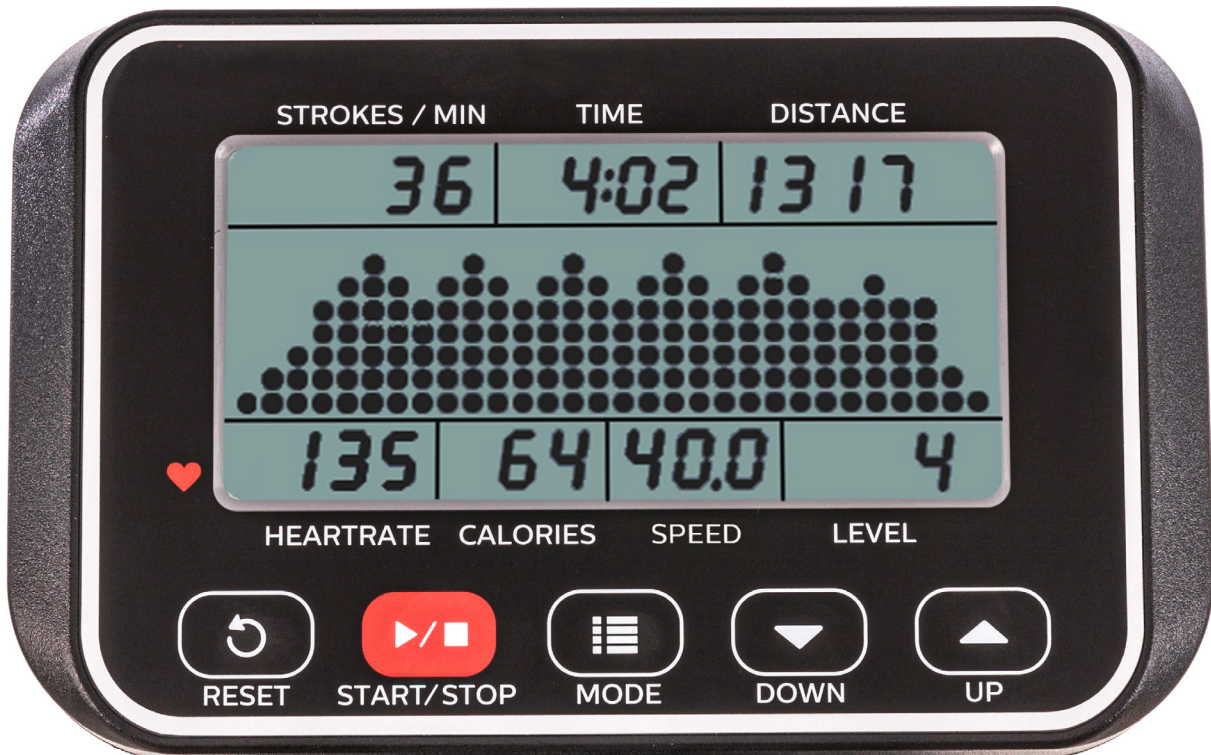 STROKES / MIN TIME DISTANCE
36 4:02 1317
135 64 40.0 4
HEARTRATE CALORIES SPEED LEVEL
RESET START/STOP MODE DOWN UP